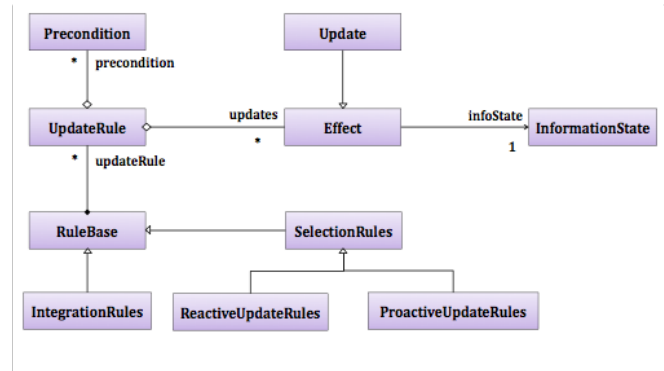 Precondition
Update
* precondition
updates
infoState
UpdateRule
Effect
InformationState
*
1
* updateRule
RuleBase
SelectionRules
IntegrationRules
ReactiveUpdateRules
ProactiveUpdateRules